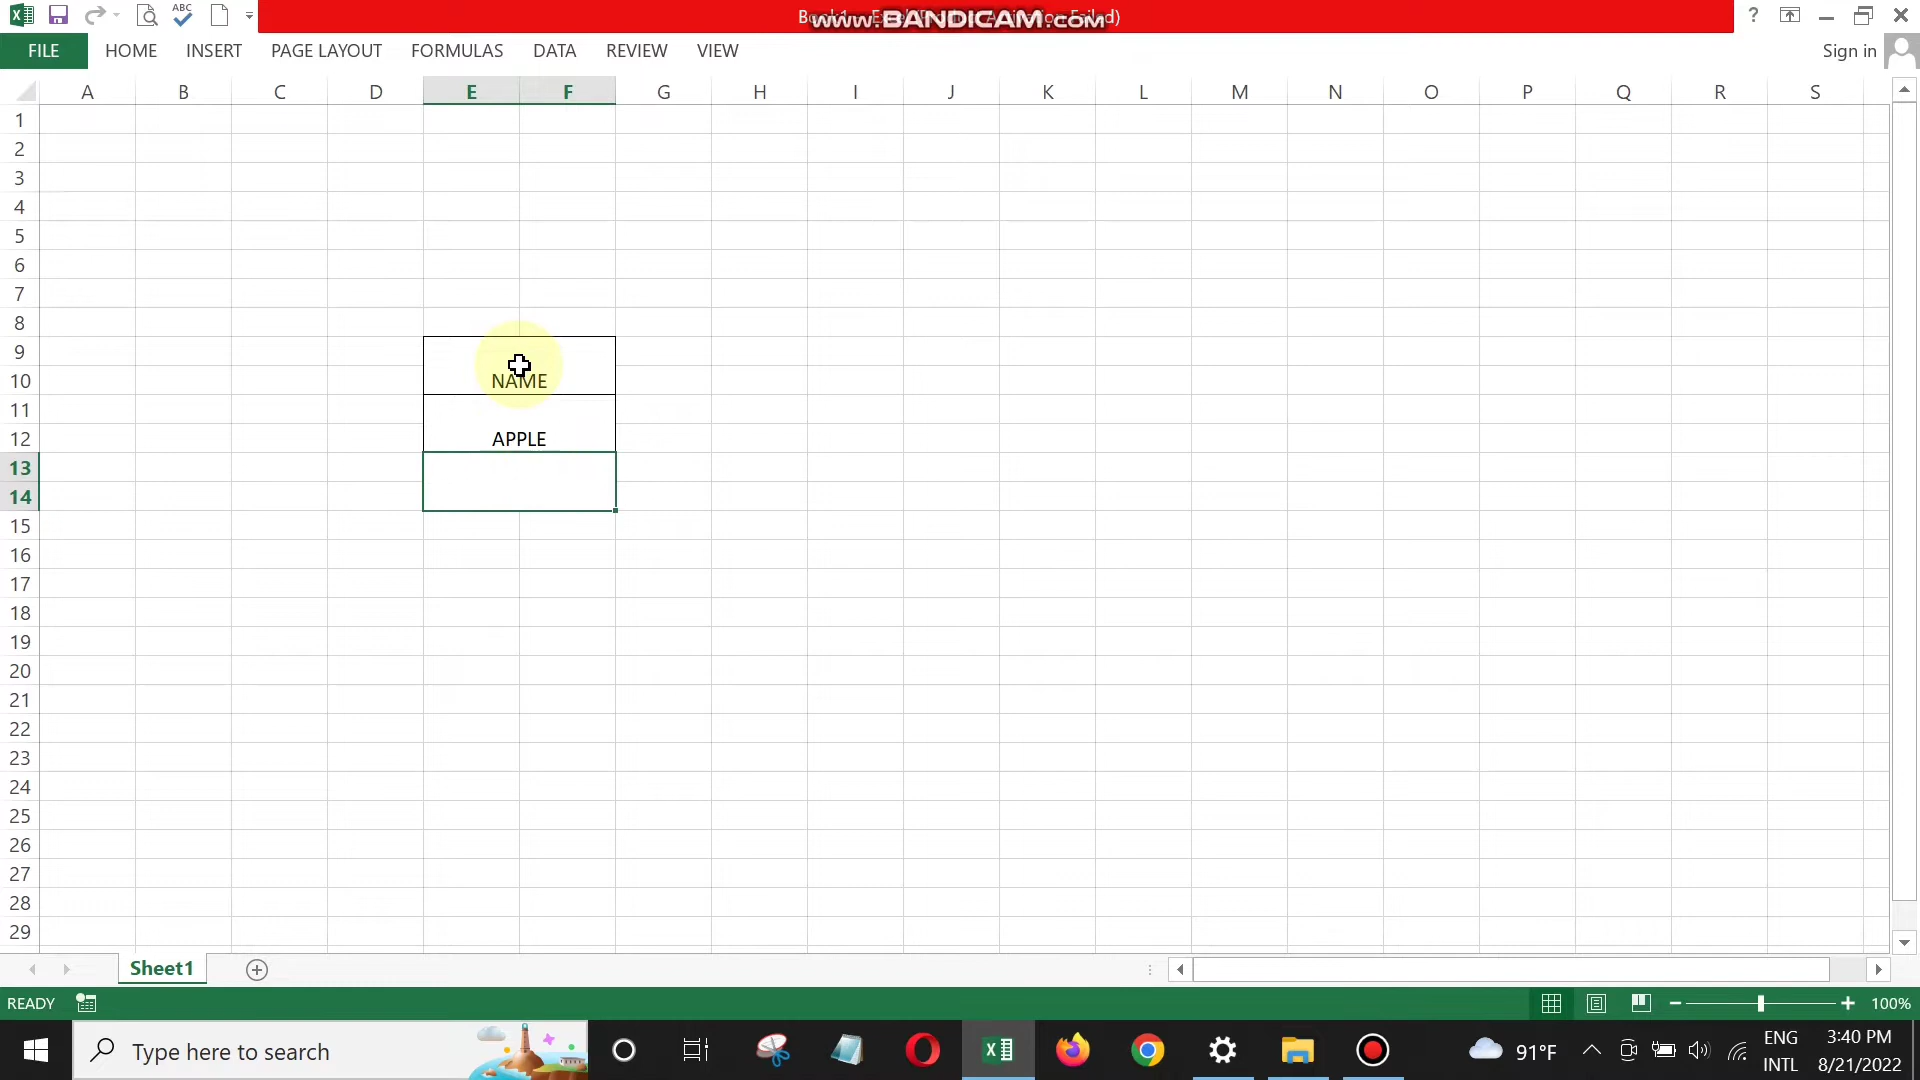 ABC
www.BANDICAM.com
?
FILE HOME INSERT PAGE LAYOUT FORMULAS DATA REVIEW VIEW Sign in
A B C D E F G H I J K L M N O P Q R S
1
2
3
4
5
6
7
8
9
10 NAME
11
12 APPLE
13
14
15
16
17
18
19
20
21
22
23
24
25
26
27
28
29
Sheet1
READY 100%
Type here to search 91°F ENG 3:40 PM
INTL 8/21/2022